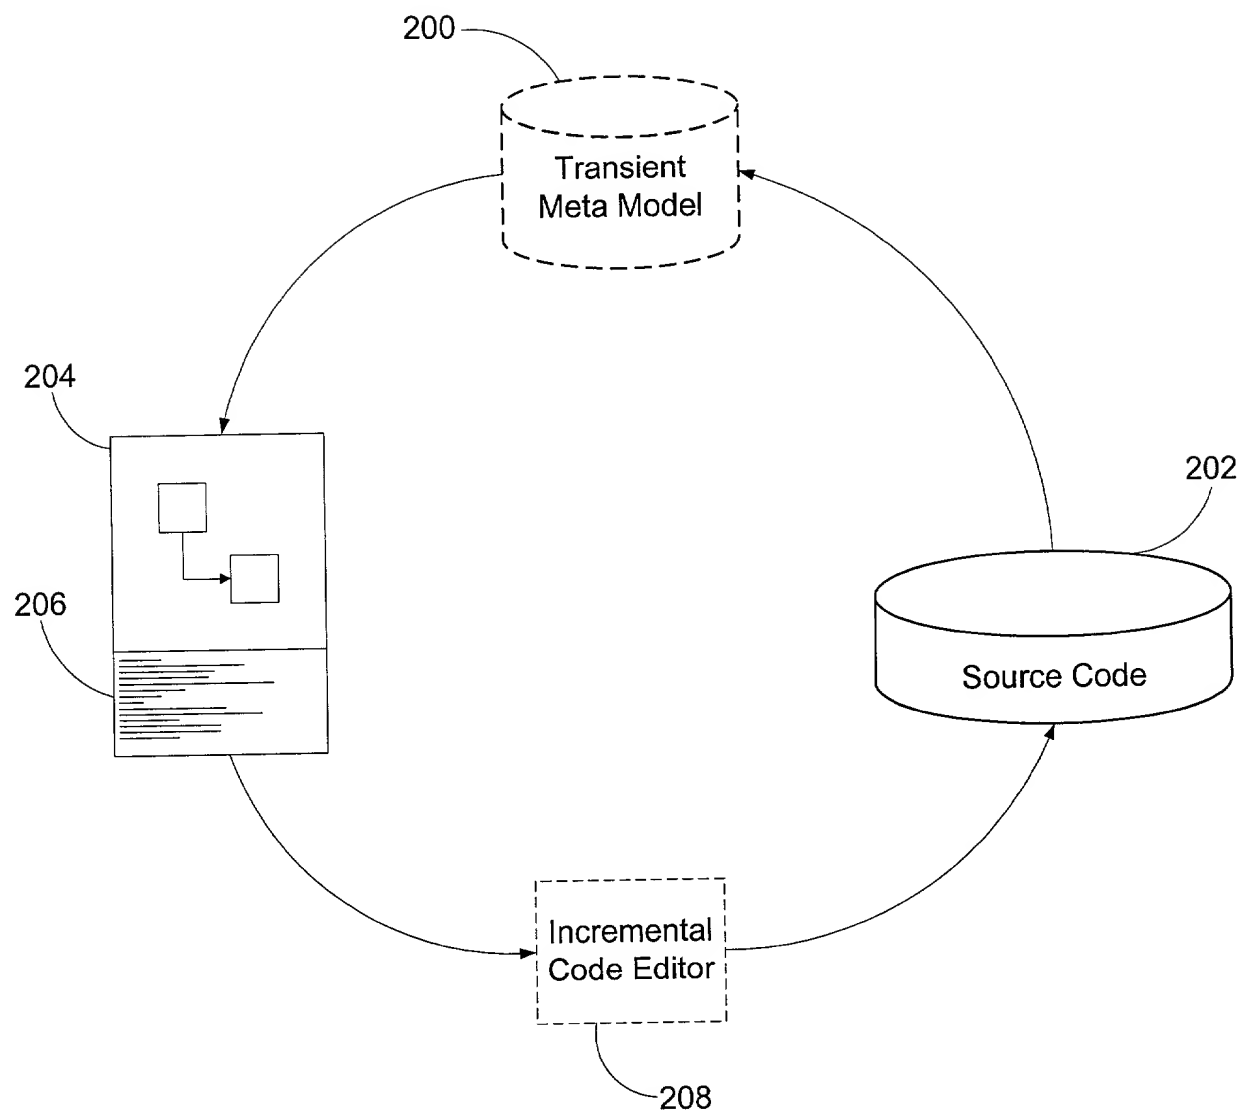 200
Transient
Meta Model
204
202
206
Source Code
Incremental
Code Editor
208